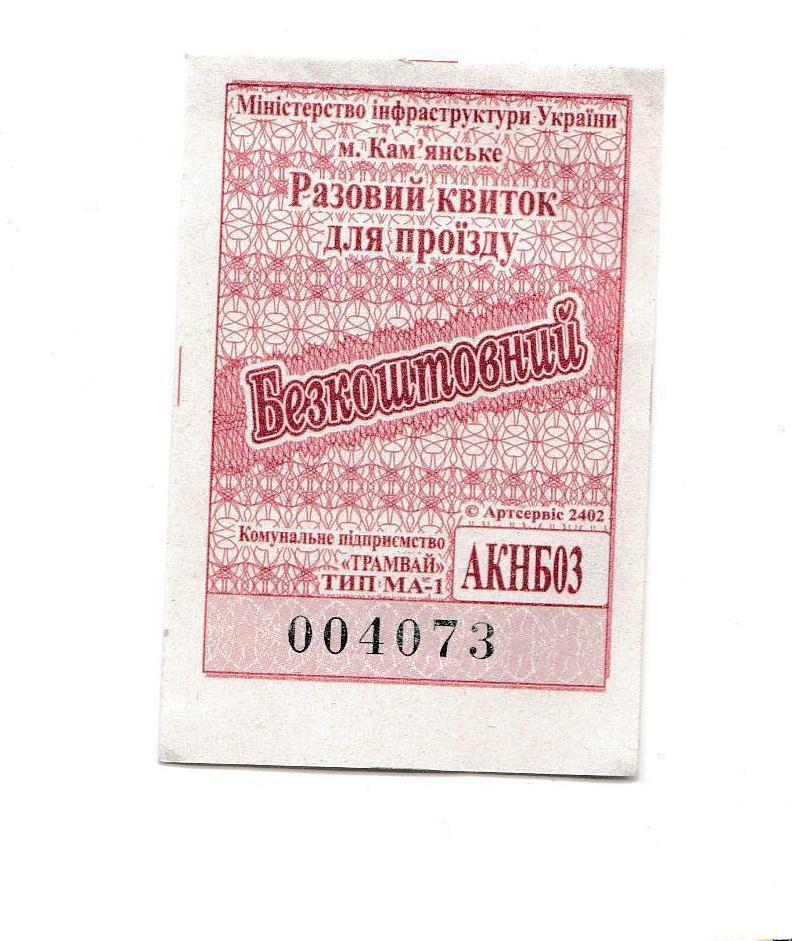 Міністерство інфраструктури України
м. Кам'янське
Разовий квиток
для проїзду
Безкоштовний
© Артсервіс 2402
Комунальне підприємство
«ТРАМВАЙ»
ТИП МА-1
АКНБ03
004073